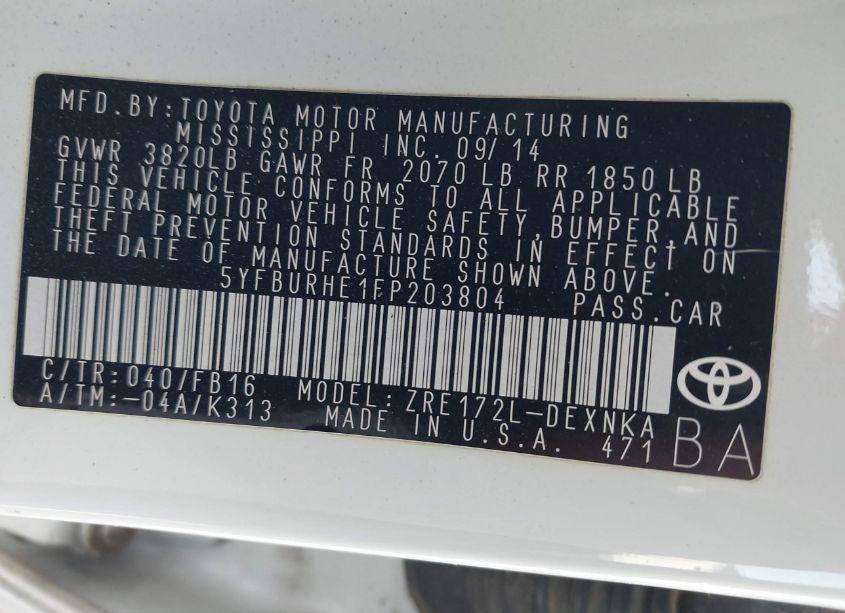 MFD.BY:TOYOTA MOTOR MANUFACTURING
MISSISSIPPI INC. 09/14
GVWR 3820LB GAWR FR 2070 LB RR 1850 LB
THIS VEHICLE CONFORMS TO ALL APPLICABLE
FEDERAL MOTOR VEHICLE SAFETY,BUMPER,AND
THEFT PREVENTION STANDARDS IN EFFECT ON
THE DATE OF MANUFACTURE SHOWN ABOVE.
5YFBURHE1FP203804 PASS.CAR
C/TR:040/FB16 MODEL:ZRE172L-DEXNKA
A/TM:-04A/K313 MADE IN U.S.A. 471 BA